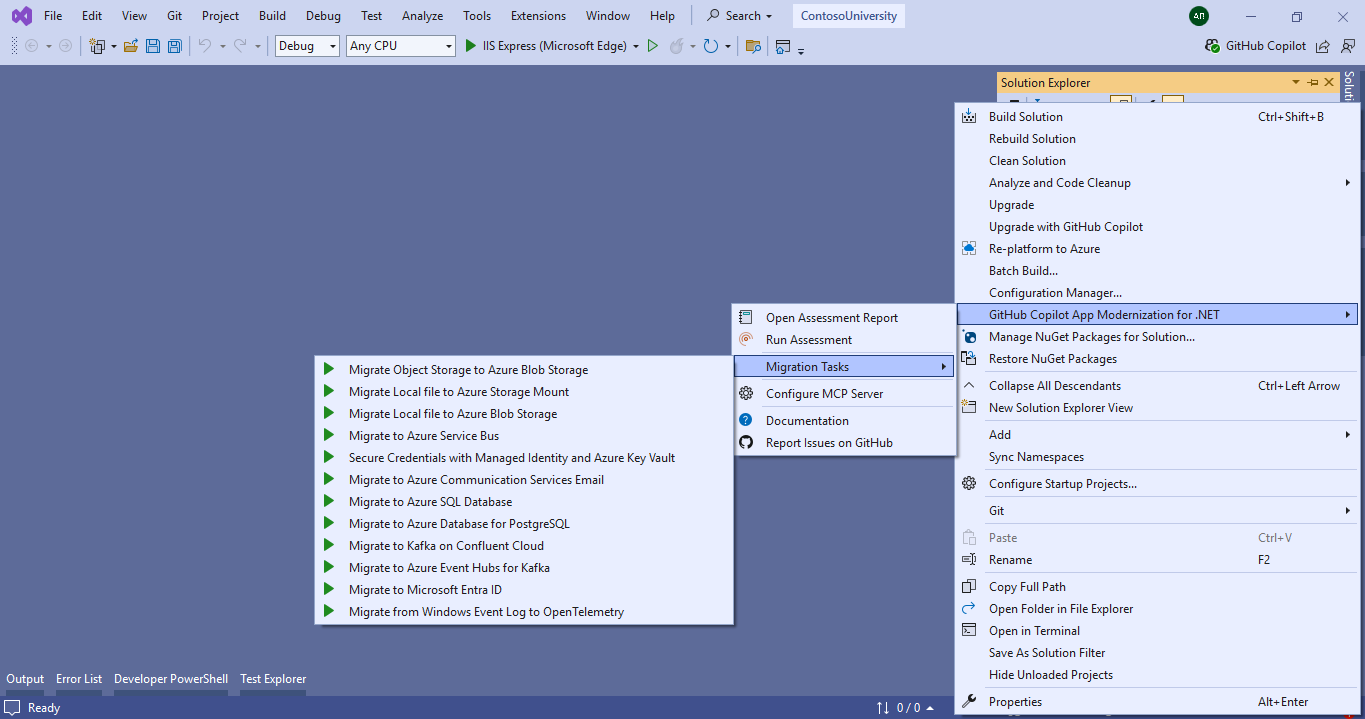 File Edit View Git Project Build Debug Test Analyze Tools Extensions Window Help Search ContosoUniversity АП
Debug Any CPU IIS Express (Microsoft Edge) GitHub Copilot
Solution Explorer
Build Solution Ctrl+Shift+B
Rebuild Solution
Clean Solution
Analyze and Code Cleanup
Upgrade
Upgrade with GitHub Copilot
Re-platform to Azure
Batch Build...
Configuration Manager...
GitHub Copilot App Modernization for .NET
Manage NuGet Packages for Solution...
Restore NuGet Packages
Collapse All Descendants Ctrl+Left Arrow
New Solution Explorer View
Add
Sync Namespaces
Configure Startup Projects...
Git
Paste Ctrl+V
Rename F2
Copy Full Path
Open Folder in File Explorer
Open in Terminal
Save As Solution Filter
Hide Unloaded Projects
Properties Alt+Enter
Open Assessment Report
Run Assessment
Migration Tasks
Configure MCP Server
Documentation
Report Issues on GitHub
Migrate Object Storage to Azure Blob Storage
Migrate Local file to Azure Storage Mount
Migrate Local file to Azure Blob Storage
Migrate to Azure Service Bus
Secure Credentials with Managed Identity and Azure Key Vault
Migrate to Azure Communication Services Email
Migrate to Azure SQL Database
Migrate to Azure Database for PostgreSQL
Migrate to Kafka on Confluent Cloud
Migrate to Azure Event Hubs for Kafka
Migrate to Microsoft Entra ID
Migrate from Windows Event Log to OpenTelemetry
Output Error List Developer PowerShell Test Explorer
Ready 0 / 0